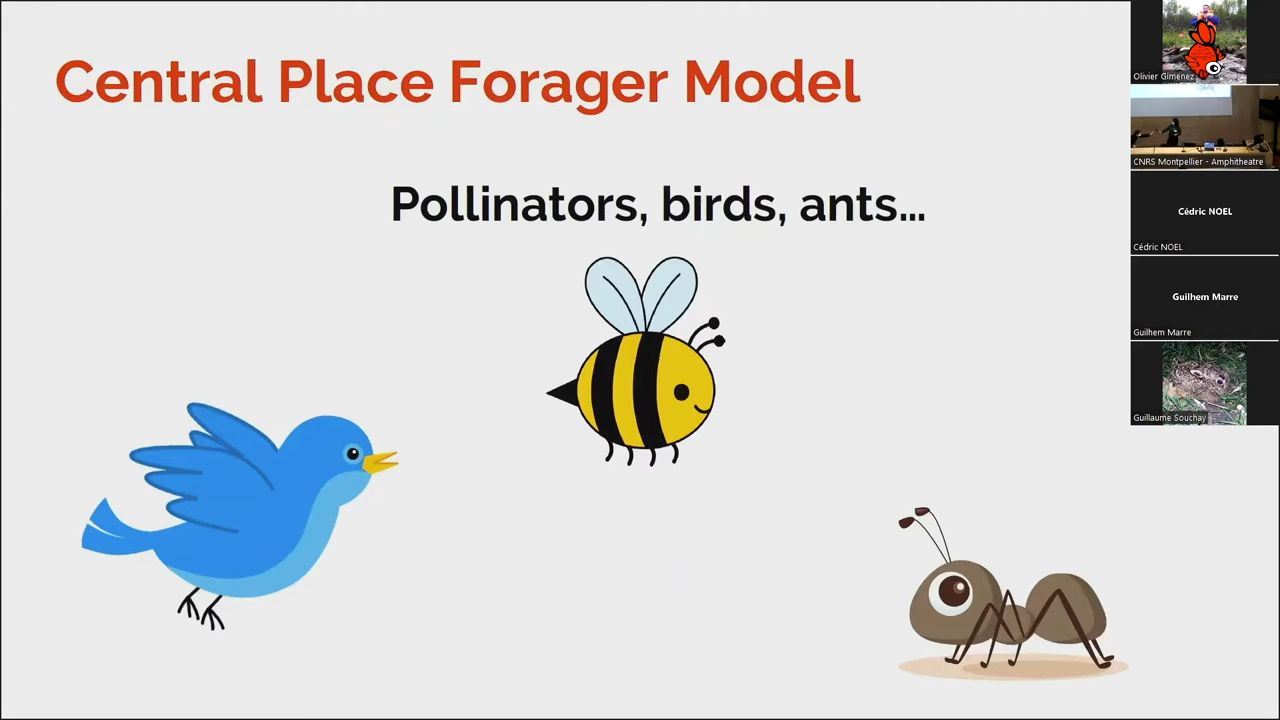 Central Place Forager Model
Pollinators, birds, ants...
Olivier Gimenez
CNRS Montpellier - Amphitheatre
Cédric NOEL
Cédric NOEL
Guilhem Marre
Guilhem Marre
Guillaume Souchay